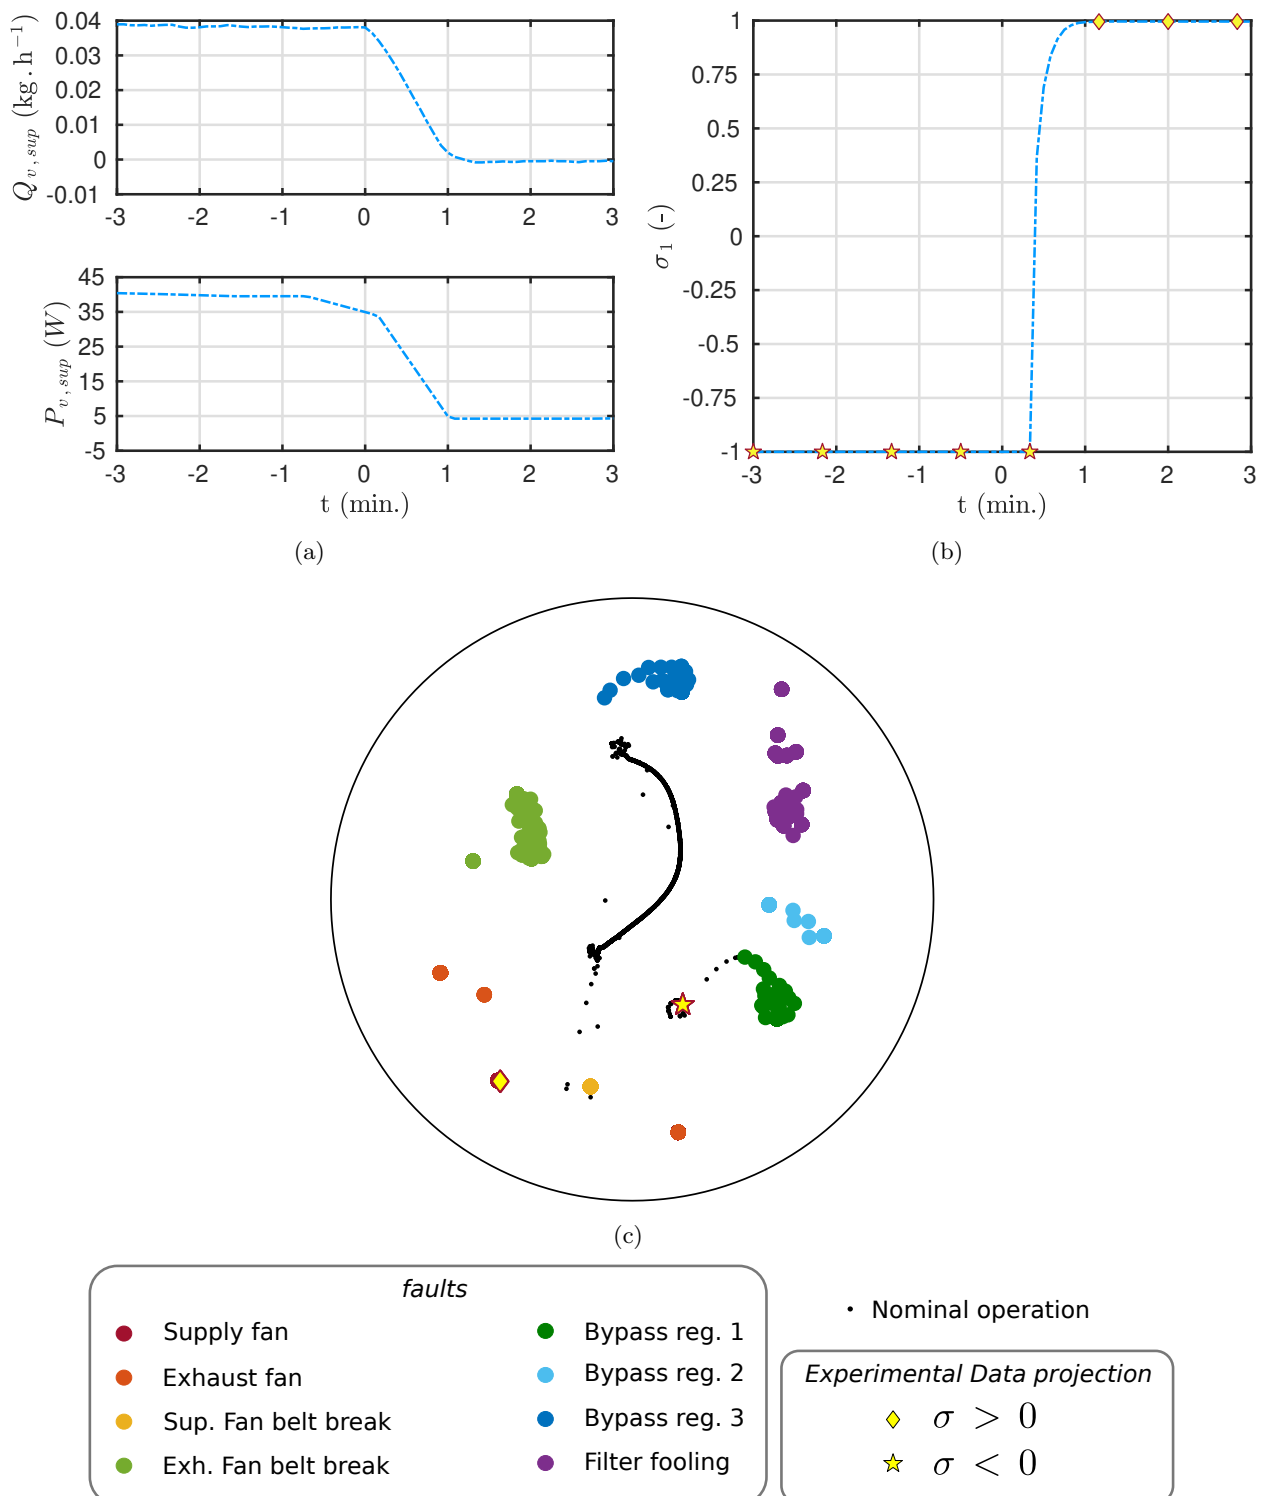 0.04
0.03
0.02
0.01
0
-0.01
Q v, sup (kg.h⁻¹)
-3 -2 -1 0 1 2 3
45
35
25
15
5
-5
P v, sup (W)
-3 -2 -1 0 1 2 3
t (min.)
(a)
1
0.75
0.5
0.25
0
-0.25
-0.5
-0.75
-1
σ1 (-)
-3 -2 -1 0 1 2 3
t (min.)
(b)
(c)
faults
Supply fan
Exhaust fan
Sup. Fan belt break
Exh. Fan belt break
Bypass reg. 1
Bypass reg. 2
Bypass reg. 3
Filter fooling
Nominal operation
Experimental Data projection
σ > 0
σ < 0